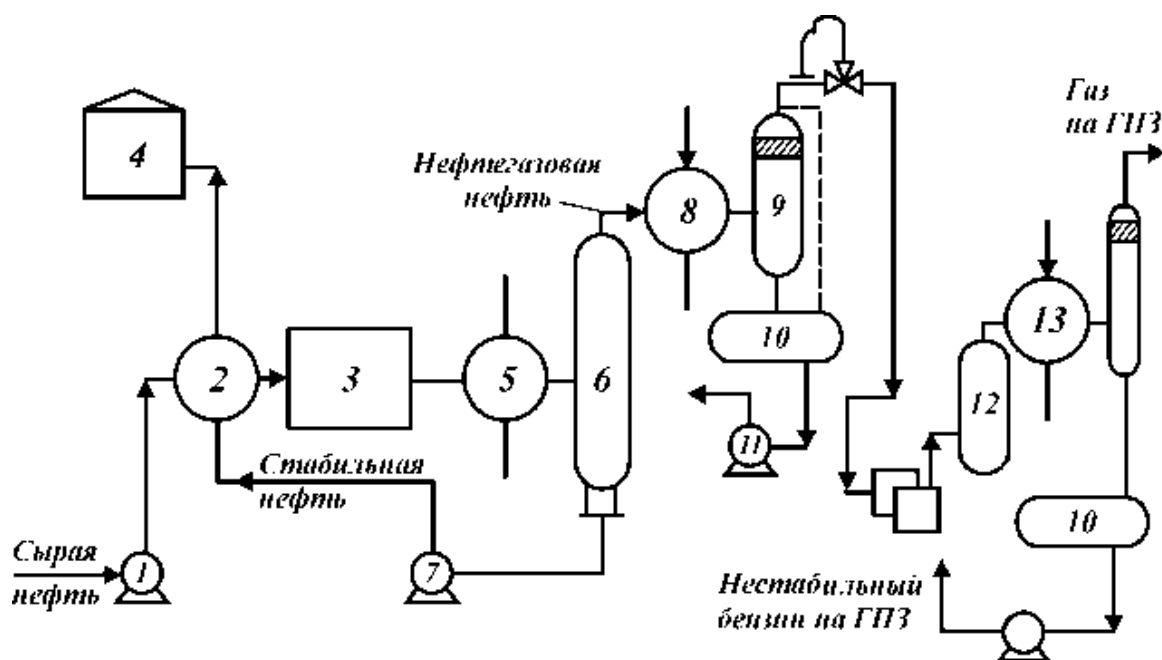 Газ
на ГПЗ
4
Нефтегазовая
нефть
8
9
10
13
2
3
5
6
12
11
Стабильная
нефть
10
Сырая
нефть
1
7
Нестабильный
бензин на ГПЗ